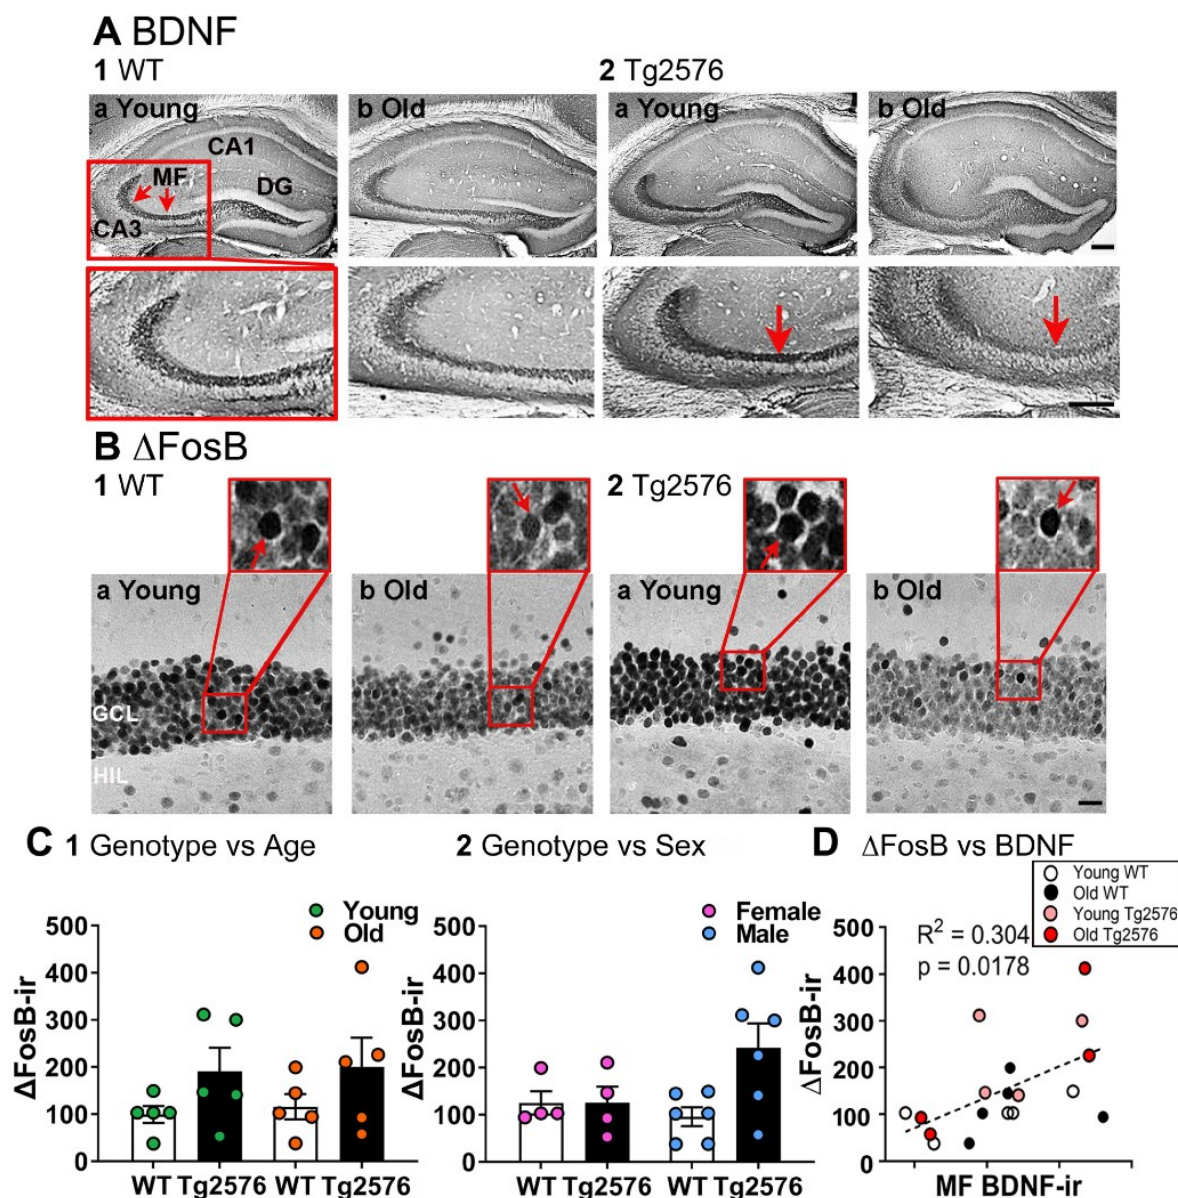 A BDNF
1 WT
2 Tg2576
a Young
b Old
a Young
b Old
CA1
MF
DG
CA3
B ΔFosB
1 WT
2 Tg2576
a Young
b Old
a Young
b Old
GCL
HIL
C 1 Genotype vs Age
2 Genotype vs Sex
D ΔFosB vs BDNF
Young
Old
ΔFosB-ir
500
400
300
200
100
0
WT Tg2576 WT Tg2576
Female
Male
ΔFosB-ir
500
400
300
200
100
0
WT Tg2576 WT Tg2576
Young WT
Old WT
Young Tg2576
Old Tg2576
R² = 0.304
p = 0.0178
△FosB-ir
500
400
300
200
100
0
MF BDNF-ir